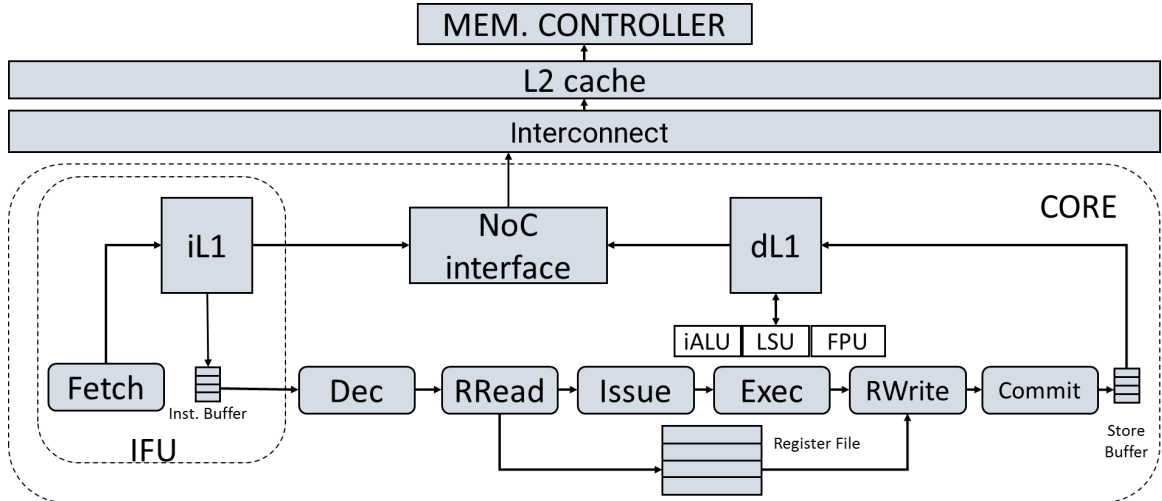 MEM. CONTROLLER
L2 cache
Interconnect
CORE
iL1
NoC
interface
dL1
iALU
LSU
FPU
Fetch
Inst. Buffer
IFU
Dec
RRead
Issue
Exec
RWrite
Commit
Register File
Store
Buffer